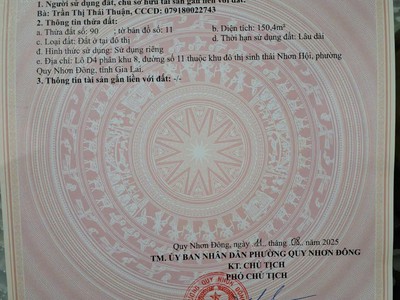 1. Người sử dụng đất, chủ sở hữu tài sản gắn liền với đất:
Bà: Trần Thị Thái Thuận, CCCD: 079180022743
2. Thông tin thửa đất:
a. Thửa đất số: 90 ; tờ bản đồ số: 11 b. Diện tích: 150,4m²
c. Loại đất: Đất ở tại đô thị d. Thời hạn sử dụng đất: Lâu dài
đ. Hình thức sử dụng: Sử dụng riêng
e. Địa chỉ: Lô D4 phân khu 8, đường số 11 thuộc khu đô thị sinh thái Nhơn Hội, phường
Quy Nhơn Đông, tỉnh Gia Lai.
3. Thông tin tài sản gắn liền với đất: -/-
Quy Nhơn Đông, ngày 11 tháng 08 năm 2025
TM. ỦY BAN NHÂN DÂN PHƯỜNG QUY NHƠN ĐÔNG
KT. CHỦ TỊCH
PHÓ CHỦ TỊCH
QUY NHƠN ĐÔNG